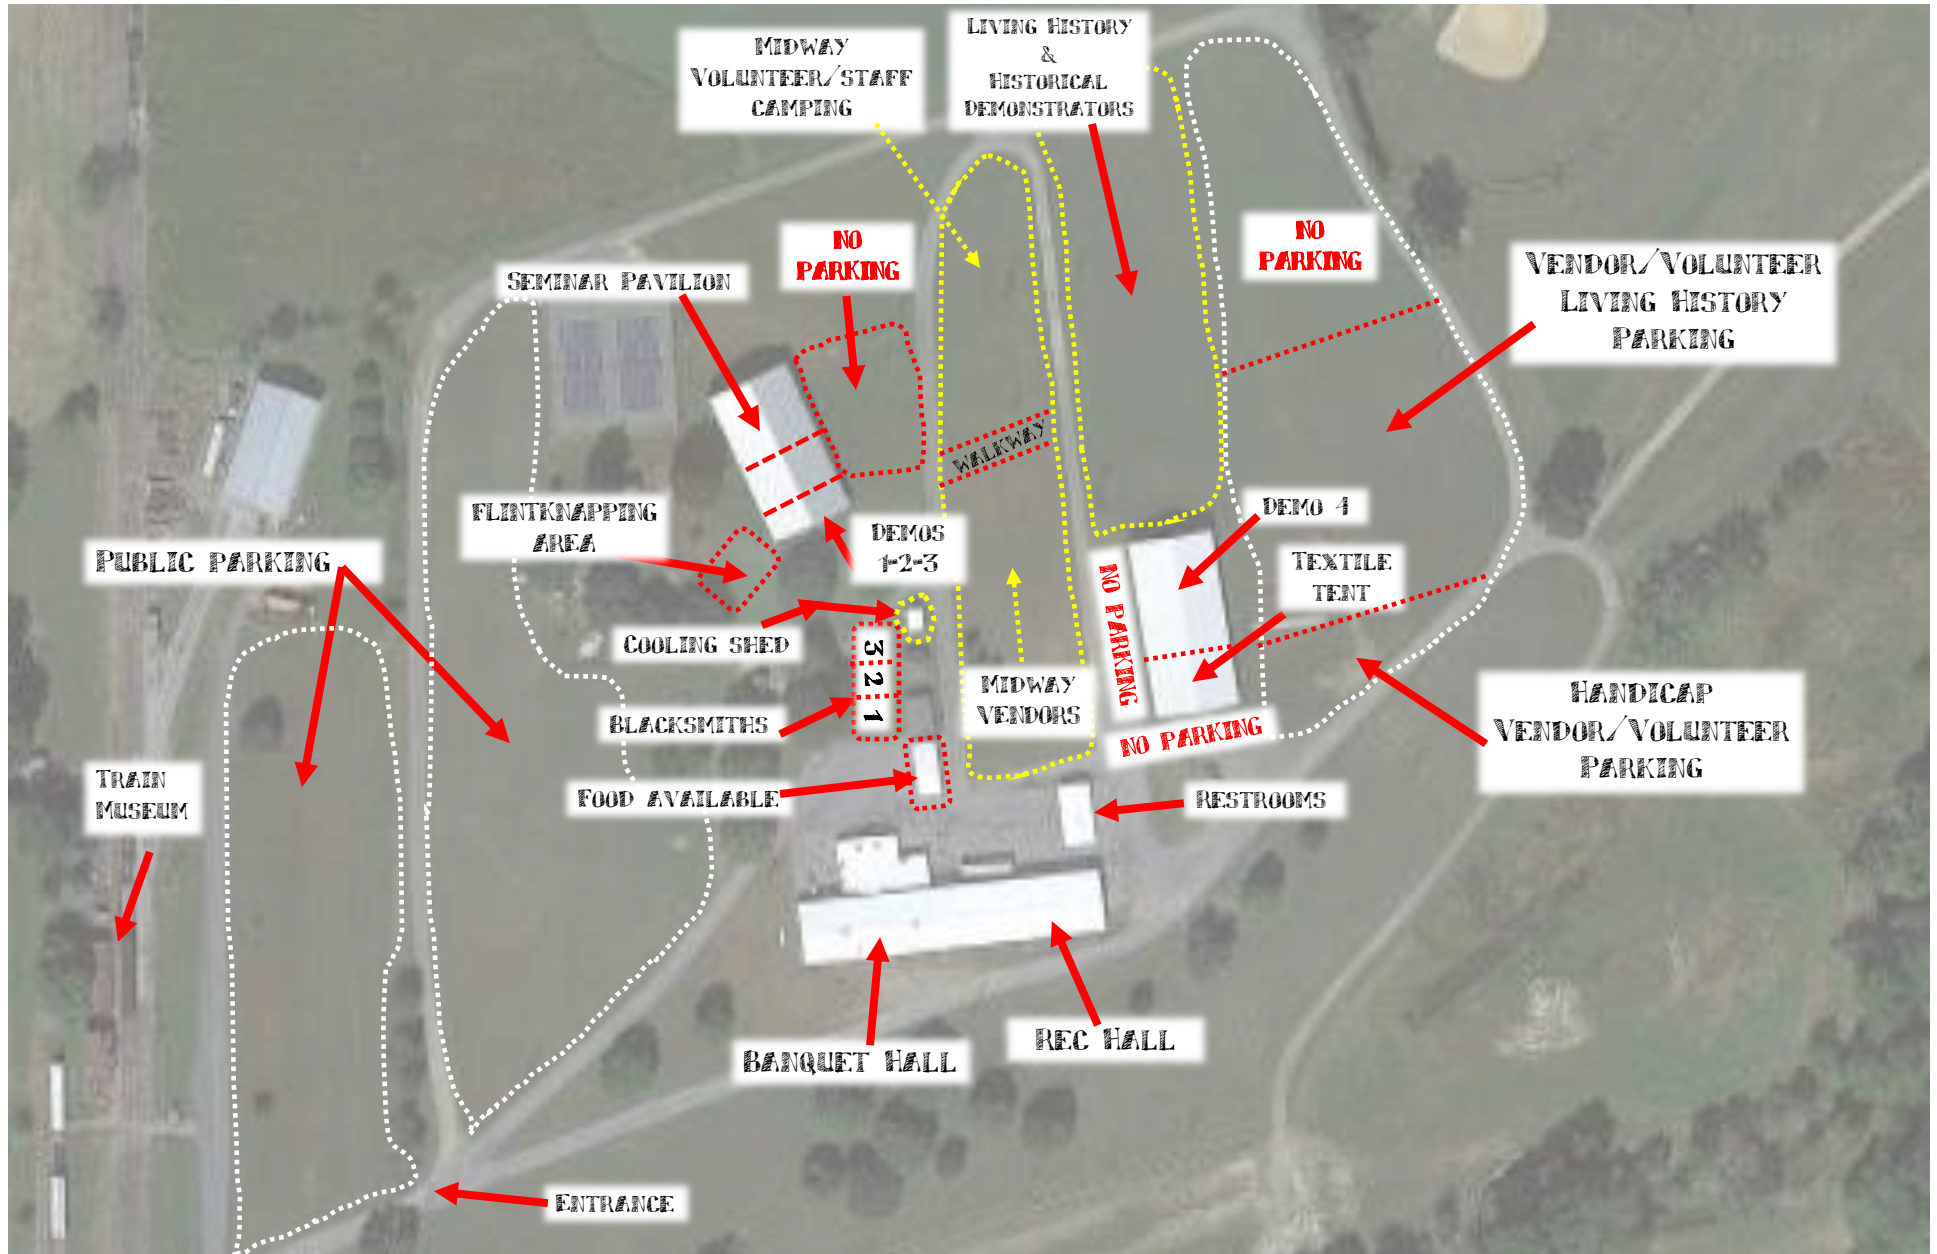 Midway
Volunteer/staff
camping
Living History
&
Historical
Demonstrators
No
Parking
No
Parking
Seminar Pavilion
Vendor/Volunteer
Living History
Parking
Walkway
Flintknapping
Area
Demos
1-2-3
Demo 4
Public parking
Textile
Tent
No Parking
Cooling shed
3
2
1
Midway
Vendors
Blacksmiths
No Parking
Handicap
Vendor/Volunteer
Parking
Train
Museum
Food available
Restrooms
Banquet Hall
Rec Hall
Entrance